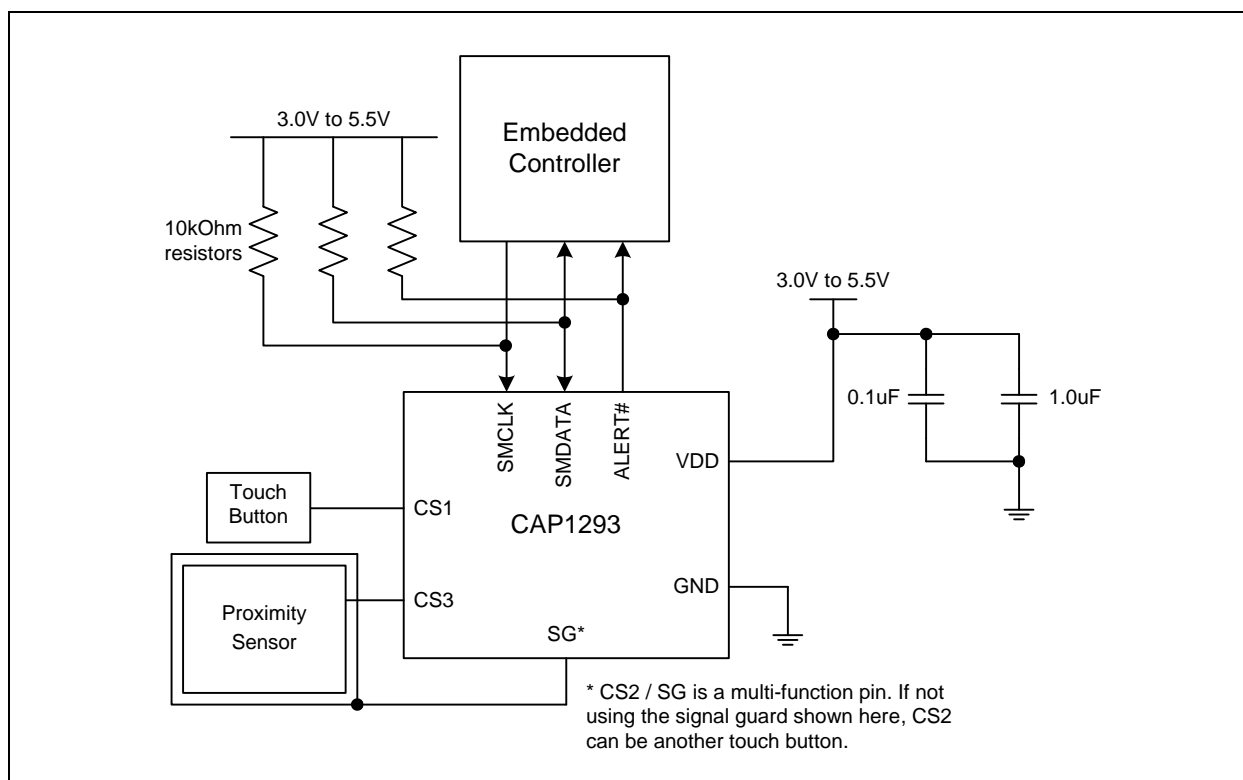 3.0V to 5.5V
Embedded
Controller
10kOhm
resistors
3.0V to 5.5V
0.1uF
1.0uF
SMCLK
SMDATA
ALERT#
VDD
Touch
Button
CS1
CAP1293
Proximity
Sensor
CS3
GND
SG*
* CS2 / SG is a multi-function pin. If not
using the signal guard shown here, CS2
can be another touch button.